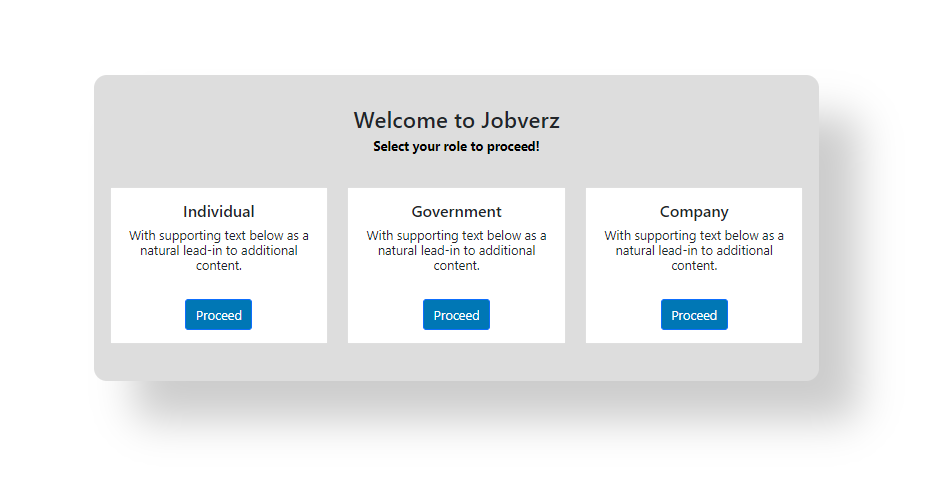 Welcome to Jobverz
Select your role to proceed!
Individual
With supporting text below as a
natural lead-in to additional
content.
Proceed
Government
With supporting text below as a
natural lead-in to additional
content.
Proceed
Company
With supporting text below as a
natural lead-in to additional
content.
Proceed